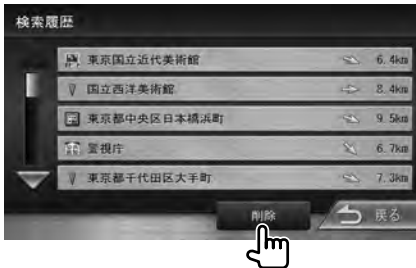 検索履歴
東京国立近代美術館 6.4km
国立西洋美術館 8.4km
東京都中央区日本橋浜町 9.5km
警視庁 6.7km
東京都千代田区大手町 7.3km
削除 戻る